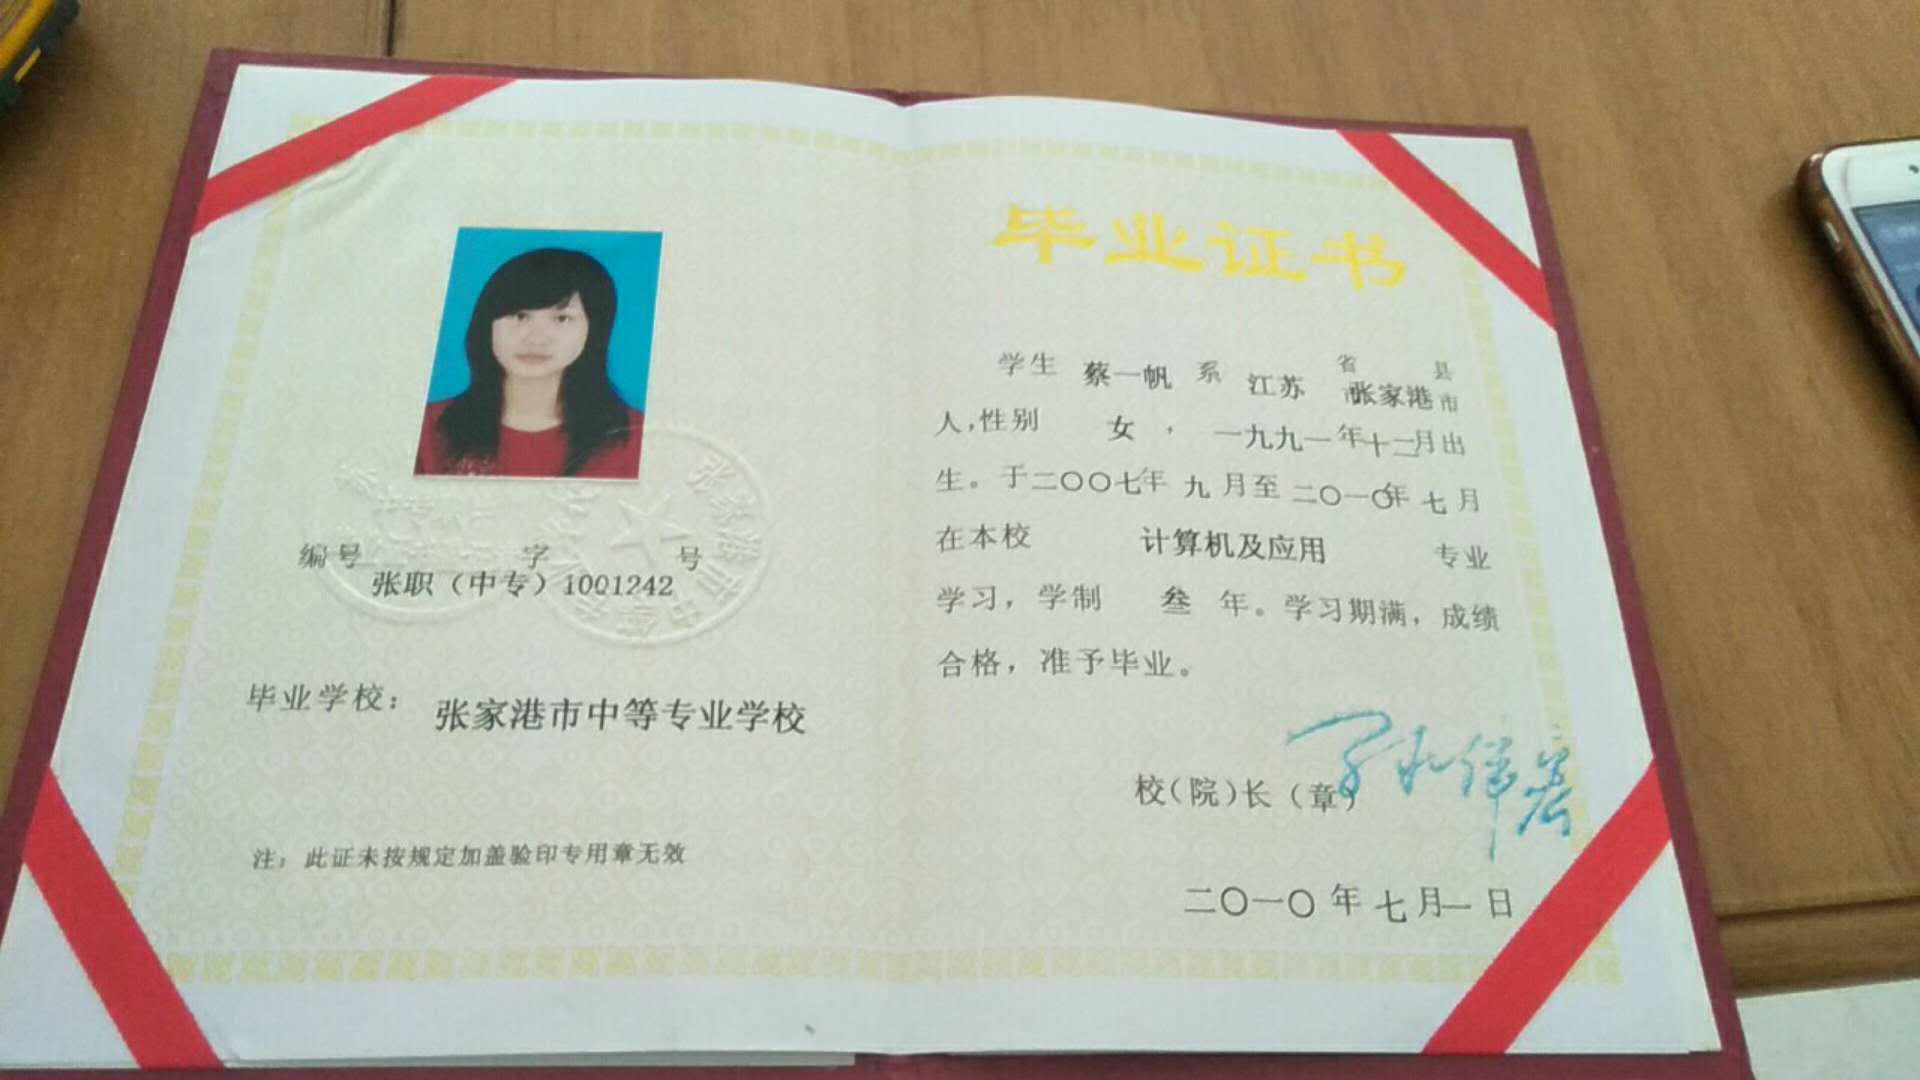 编号 字 号
张职（中专）1001242
毕业学校：张家港市中等专业学校
注：此证未按规定加盖验印专用章无效
毕业证书
学生 蔡一帆 系 江苏 省市 张家港 县市
人，性别 女 ，一九九一年十二月出
生。于二〇〇七年 九 月至 二〇一〇年 七 月
在本校 计算机及应用 专业
学习，学制 叁 年。学习期满，成绩
合格，准予毕业。
校（院）长（章）
二〇一〇 年 七 月一 日